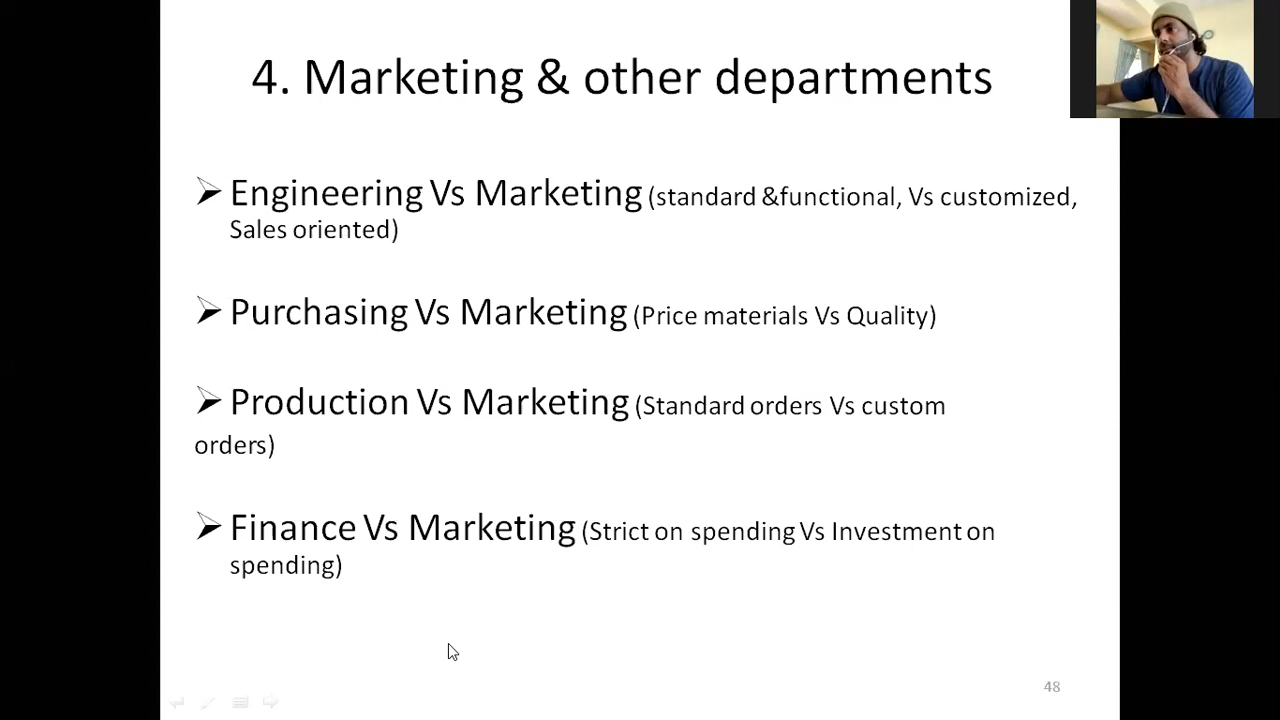 4. Marketing & other departments
➢ Engineering Vs Marketing (standard &functional, Vs customized,
Sales oriented)
➢ Purchasing Vs Marketing (Price materials Vs Quality)
➢ Production Vs Marketing (Standard orders Vs custom
orders)
➢ Finance Vs Marketing (Strict on spending Vs Investment on
spending)
48